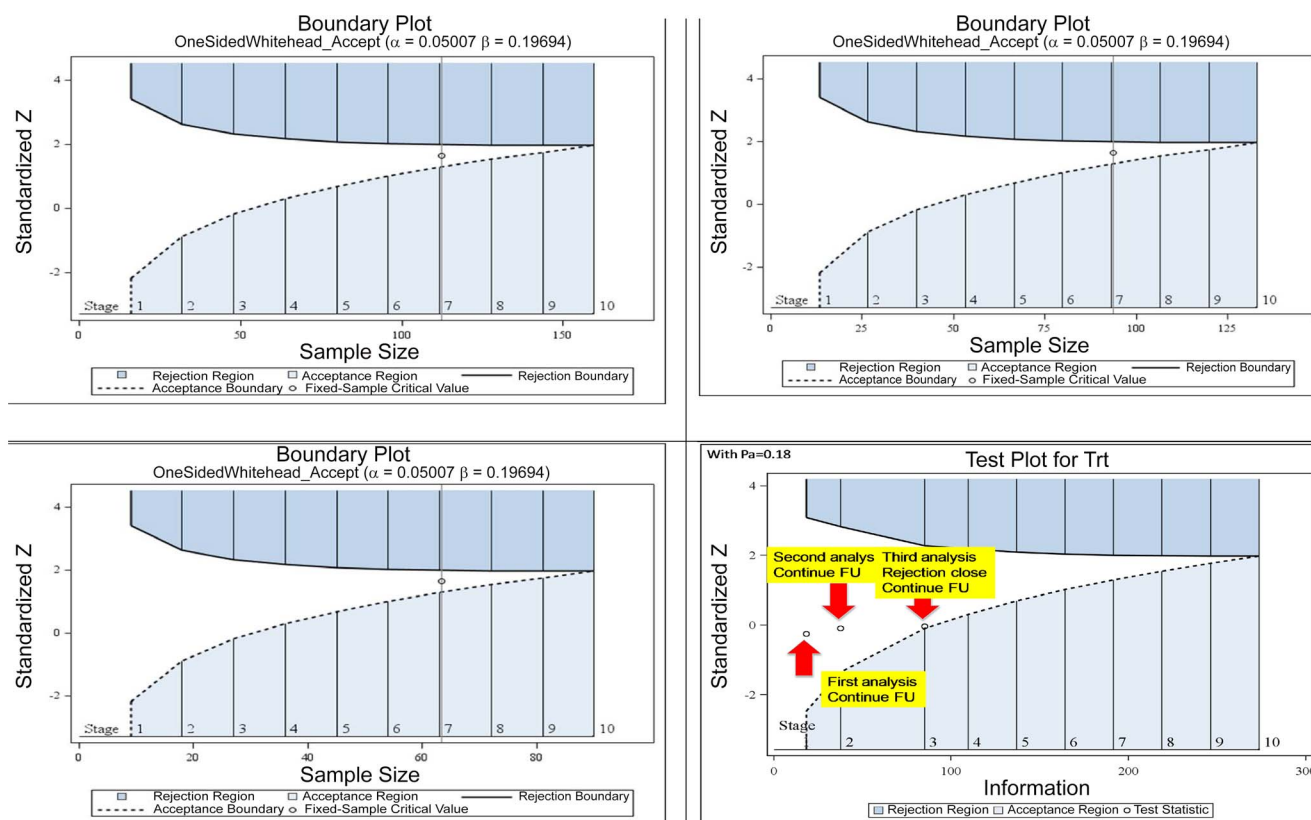 Boundary Plot
OneSidedWhitehead_Accept (α = 0.05007 β = 0.19694)
4
2
0
-2
Standardized Z
Stage 1 2 3 4 5 6 7 8 9 10
0 50 100 150
Sample Size
Rejection Region Acceptance Region Rejection Boundary
Acceptance Boundary Fixed-Sample Critical Value
Boundary Plot
OneSidedWhitehead_Accept (α = 0.05007 β = 0.19694)
4
2
0
-2
Standardized Z
Stage 1 2 3 4 5 6 7 8 9 10
0 25 50 75 100 125
Sample Size
Rejection Region Acceptance Region Rejection Boundary
Acceptance Boundary Fixed-Sample Critical Value
Boundary Plot
OneSidedWhitehead_Accept (α = 0.05007 β = 0.19694)
4
2
0
-2
Standardized Z
Stage 1 2 3 4 5 6 7 8 9 10
0 20 40 60 80
Sample Size
Rejection Region Acceptance Region Rejection Boundary
Acceptance Boundary Fixed-Sample Critical Value
With Pa=0.18
Test Plot for Trt
4
2
0
-2
Standardized Z
Second analys
Continue FU
Third analysis
Rejection close
Continue FU
First analysis
Continue FU
Stage 2 3 4 5 6 7 8 9 10
0 100 200 300
Information
Rejection Region Acceptance Region Test Statistic